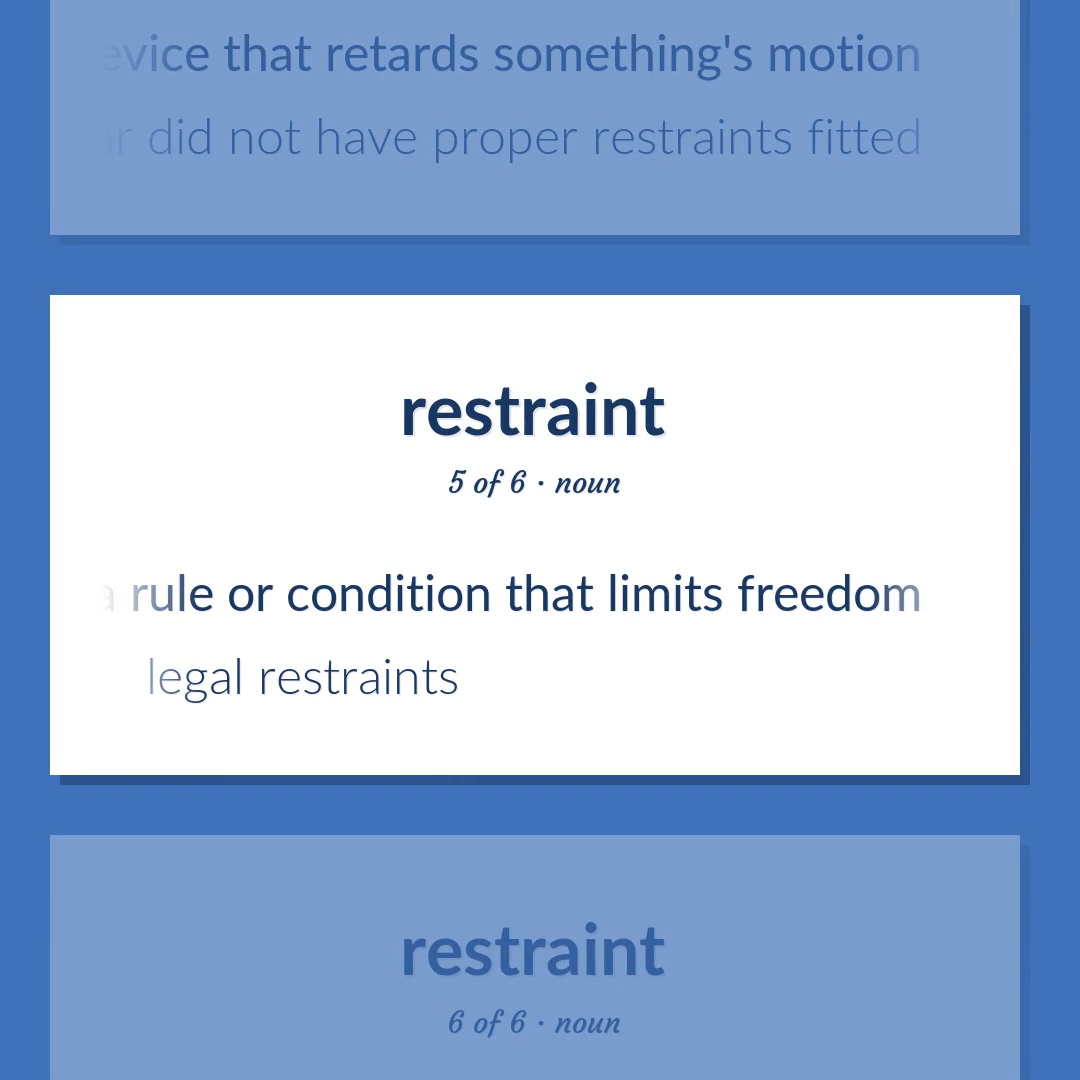 evice that retards something's motion
r did not have proper restraints fitted
restraint
5 of 6 · noun
a rule or condition that limits freedom
legal restraints
restraint
6 of 6 · noun